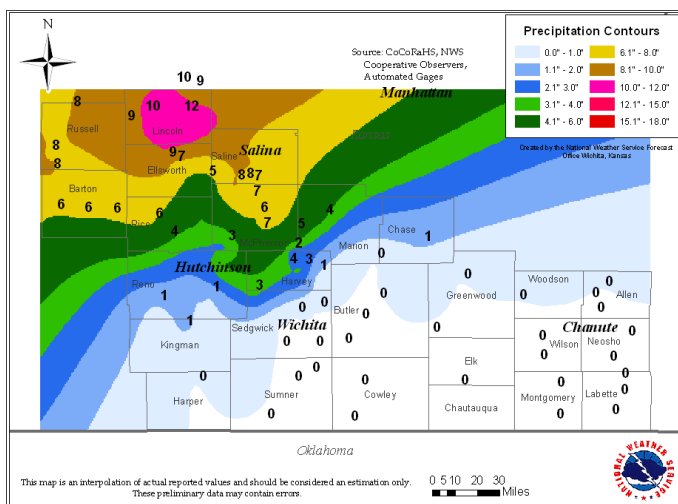 N
Source: CoCoRaHS, NWS
Cooperative Observers,
Automated Gages
Precipitation Contours
0.0" - 1.0"
6.1" - 8.0"
1.1" - 2.0"
8.1" - 10.0"
2.1" 3.0"
10.0" - 12.0"
3.1" - 4.0"
12.1" - 15.0"
4.1" - 6.0"
15.1" - 18.0"
Created by the National Weather Service Forecast
Office Wichita, Kansas
10 9
Manhattan
8
10 12
9
Russell
Lincoln
8
9 7
Salina
Saline
8
Ellsworth
5
8 8 7
7
Barton
6 6 6
6
6
4
Rice
7
5
4
3
McPherson
2
Marion
Chase
1
0
Hutchinson
4 3
1
Reno
1
1
3
Harvey
0
Greenwood
Woodson
0
0 0
Allen
0
0
0
0
0
1
Sedgwick
Wichita
Butler
0
0
Chanute
0
0
Kingman
0
0
0
Wilson
Neosho
0
0
Elk
0
0
0
0
0
0
0
0
0
Harper
Sumner
Cowley
Chautauqua
Montgomery
Labette
0
0
0
0
0
Oklahoma
This map is an interpolation of actual reported values and should be considered an estimation only.
These preliminary data may contain errors.
0 5 10 20 30
Miles
NATIONAL WEATHER SERVICE